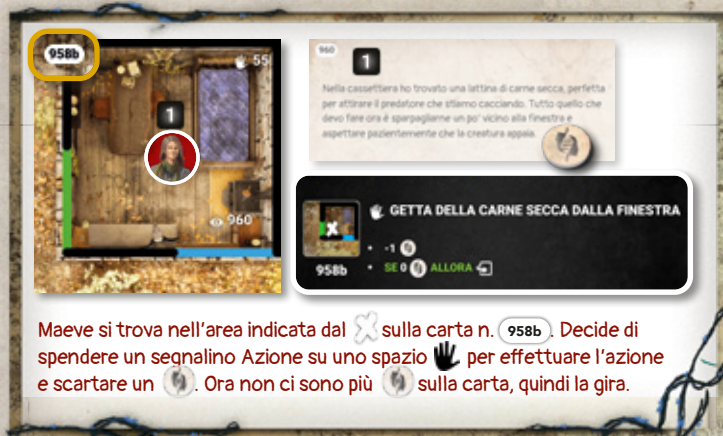 958b
55
1
960
960
1
Nella cassettiera ho trovato una lattina di carne secca, perfetta
per attirare il predatore che stiamo cacciando. Tutto quello che
devo fare ora è sparpagliarne un po' vicino alla finestra e
aspettare pazientemente che la creatura appaia.
GETTA DELLA CARNE SECCA DALLA FINESTRA
-1
958b
SE 0 ALLORA
Maeve si trova nell'area indicata dal sulla carta n. 958b. Decide di
spendere un segnalino Azione su uno spazio per effettuare l'azione
e scartare un . Ora non ci sono più sulla carta, quindi la gira.